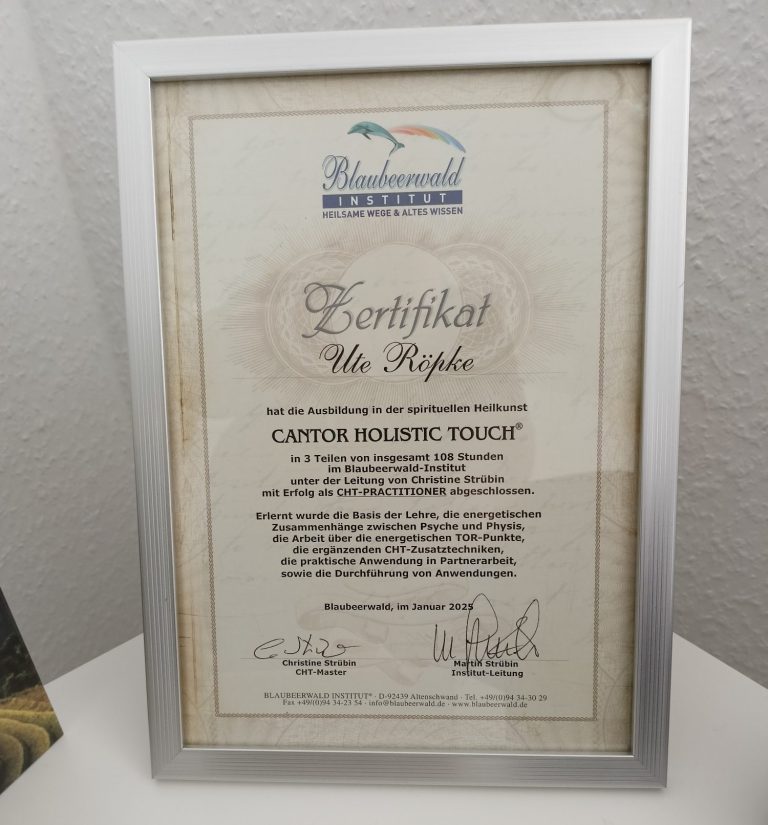 Blaubeerwald
INSTITUT
HEILSAME WEGE & ALTES WISSEN
Zertifikat
Ute Röpke
hat die Ausbildung in der spirituellen Heilkunst
CANTOR HOLISTIC TOUCH®
in 3 Teilen von insgesamt 108 Stunden
im Blaubeerwald-Institut
unter der Leitung von Christine Strübin
mit Erfolg als CHT-PRACTITIONER abgeschlossen.
Erlernt wurde die Basis der Lehre, die energetischen
Zusammenhänge zwischen Psyche und Physis,
die Arbeit über die energetischen TOR-Punkte,
die ergänzenden CHT-Zusatztechniken,
die praktische Anwendung in Partnerarbeit,
sowie die Durchführung von Anwendungen.
Blaubeerwald, im Januar 2025
Christine Strübin Martin Strübin
CHT-Master Institut-Leitung
BLAUBEERWALD INSTITUT® · D-92439 Altenschwand · Tel. +49/(0)94 34-30 29
Fax +49/(0)94 34-23 54 · info@blaubeerwald.de · www.blaubeerwald.de